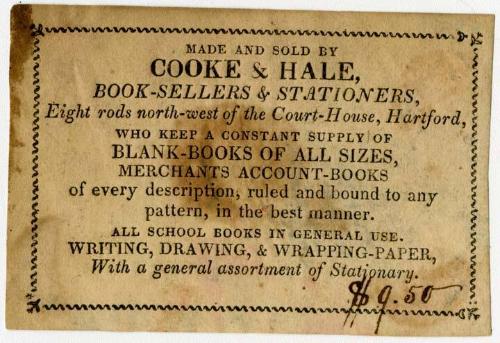 MADE AND SOLD BY
COOKE & HALE,
BOOK-SELLERS & STATIONERS,
Eight rods north-west of the Court-House, Hartford,
WHO KEEP A CONSTANT SUPPLY OF
BLANK-BOOKS OF ALL SIZES,
MERCHANTS ACCOUNT-BOOKS
of every description, ruled and bound to any
pattern, in the best manner.
ALL SCHOOL BOOKS IN GENERAL USE.
WRITING, DRAWING, & WRAPPING-PAPER,
With a general assortment of Stationary.
$9.50